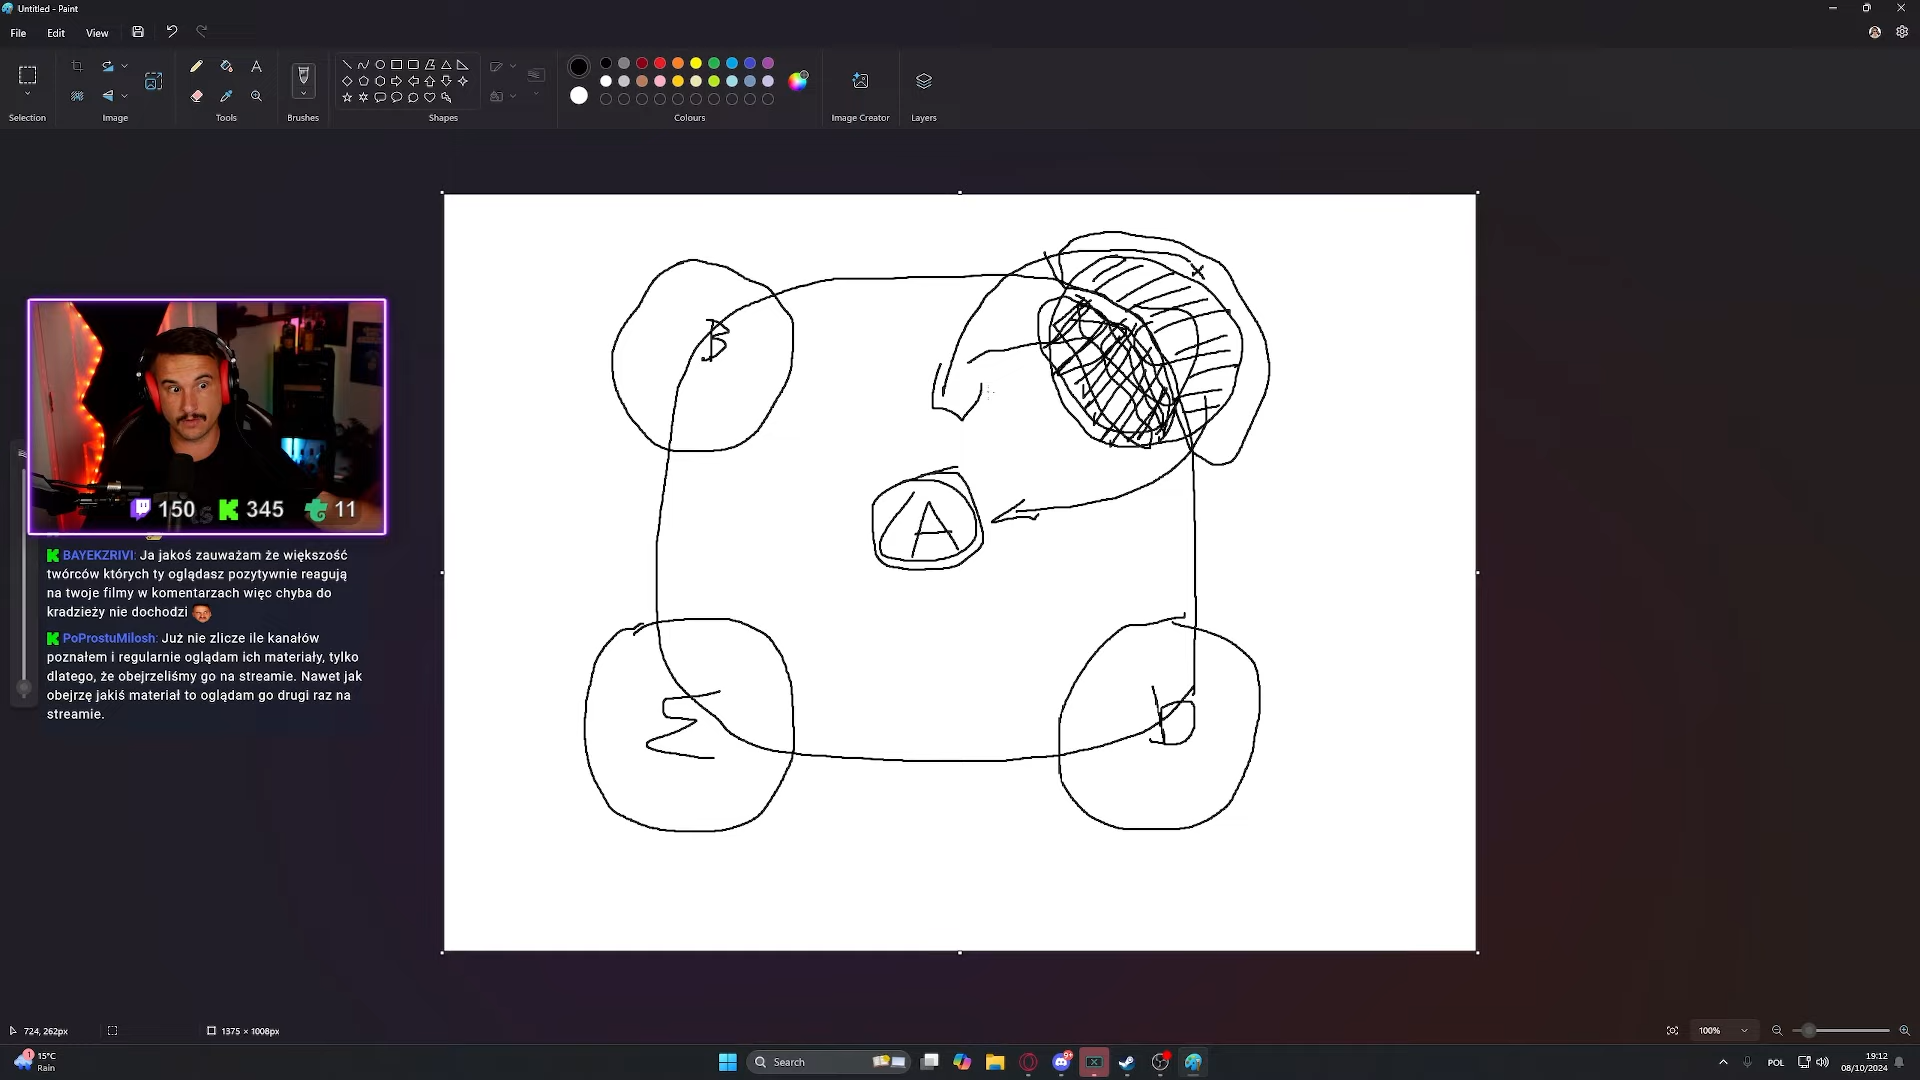 Untitled - Paint
File Edit View
Selection Image Tools Brushes Shapes Colours Image Creator Layers
B
A
D
150 345 11
BAYEKZRIVI: Ja jakoś zauważam że większość
twórców których ty oglądasz pozytywnie reagują
na twoje filmy w komentarzach więc chyba do
kradzieży nie dochodzi
PoProstuMilosh: Już nie zlicze ile kanałów
poznałem i regularnie oglądam ich materiały, tylko
dlatego, że obejrzeliśmy go na streamie. Nawet jak
obejrzę jakiś materiał to oglądam go drugi raz na
streamie.
724, 262px 1375 × 1008px 100%
1 15°C
Rain
Search
POL
19:12
08/10/2024